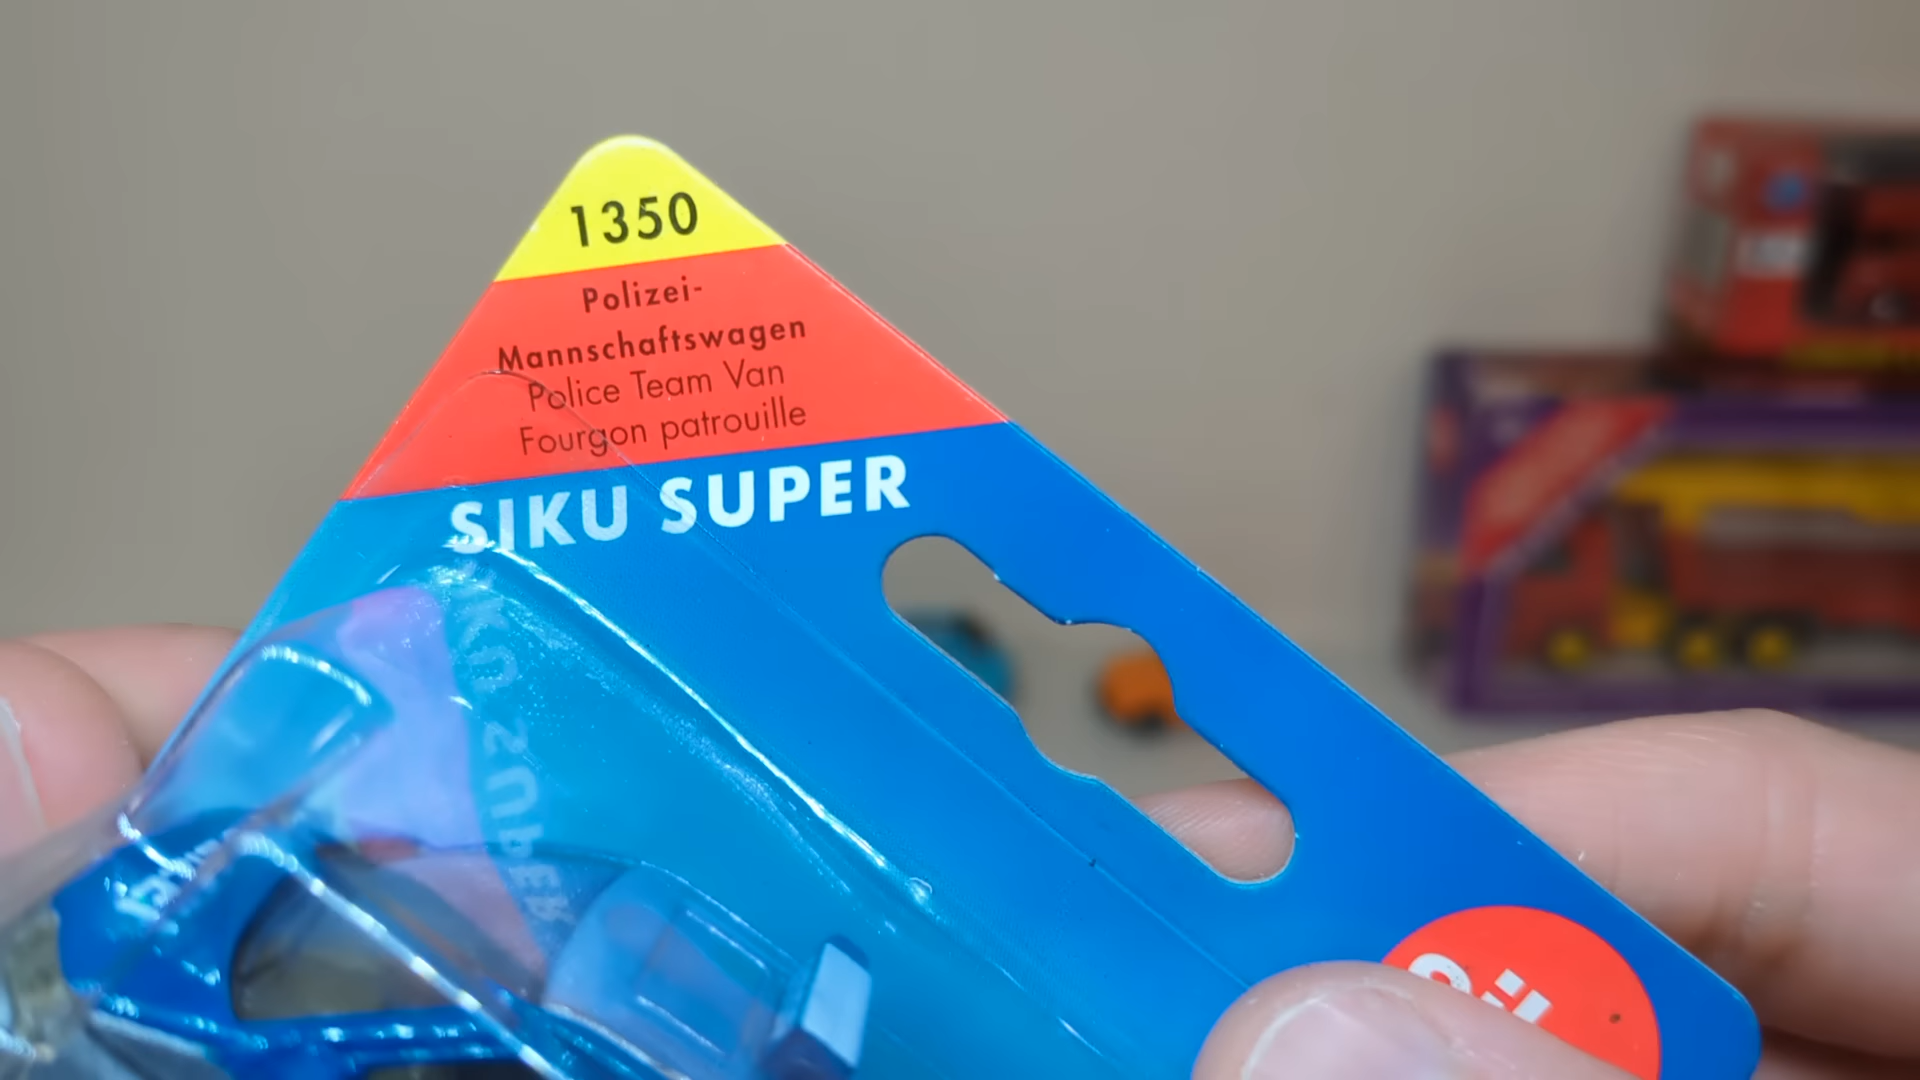 1350
Polizei-
Mannschaftswagen
Police Team Van
Fourgon patrouille
SIKU SUPER